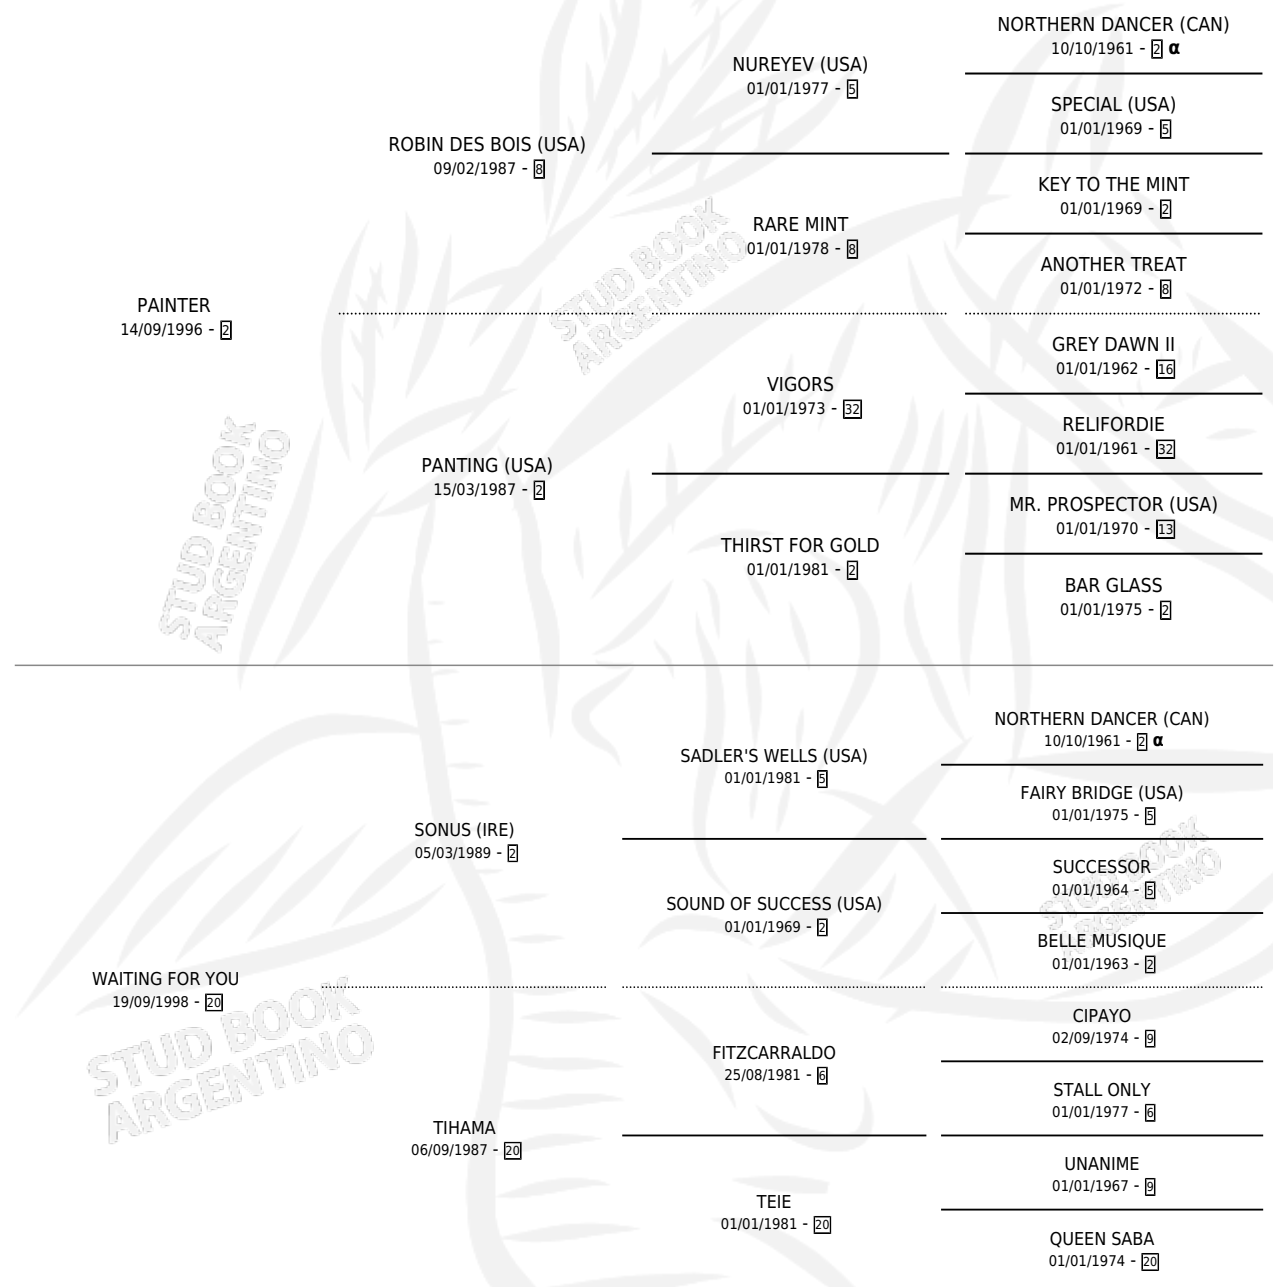 NORTHERN DANCER (CAN)
10/10/1961 - 2 α
NUREYEV (USA)
01/01/1977 - 5
SPECIAL (USA)
01/01/1969 - 5
ROBIN DES BOIS (USA)
09/02/1987 - 8
KEY TO THE MINT
01/01/1969 - 2
RARE MINT
01/01/1978 - 8
ANOTHER TREAT
01/01/1972 - 8
PAINTER
14/09/1996 - 2
GREY DAWN II
01/01/1962 - 16
VIGORS
01/01/1973 - 32
RELIFORDIE
01/01/1961 - 32
PANTING (USA)
15/03/1987 - 2
MR. PROSPECTOR (USA)
01/01/1970 - 13
THIRST FOR GOLD
01/01/1981 - 2
BAR GLASS
01/01/1975 - 2
STUD BOOK
ARGENTINO
STUD BOOK
ARGENTINO
NORTHERN DANCER (CAN)
10/10/1961 - 2 α
SADLER'S WELLS (USA)
01/01/1981 - 5
FAIRY BRIDGE (USA)
01/01/1975 - 5
SONUS (IRE)
05/03/1989 - 2
SUCCESSOR
01/01/1964 - 5
SOUND OF SUCCESS (USA)
01/01/1969 - 2
BELLE MUSIQUE
01/01/1963 - 2
WAITING FOR YOU
19/09/1998 - 20
CIPAYO
02/09/1974 - 9
FITZCARRALDO
25/08/1981 - 6
STALL ONLY
01/01/1977 - 6
TIHAMA
06/09/1987 - 20
UNANIME
01/01/1967 - 9
TEIE
01/01/1981 - 20
QUEEN SABA
01/01/1974 - 20
STUD BOOK
ARGENTINO
STUD BOOK
ARGENTINO